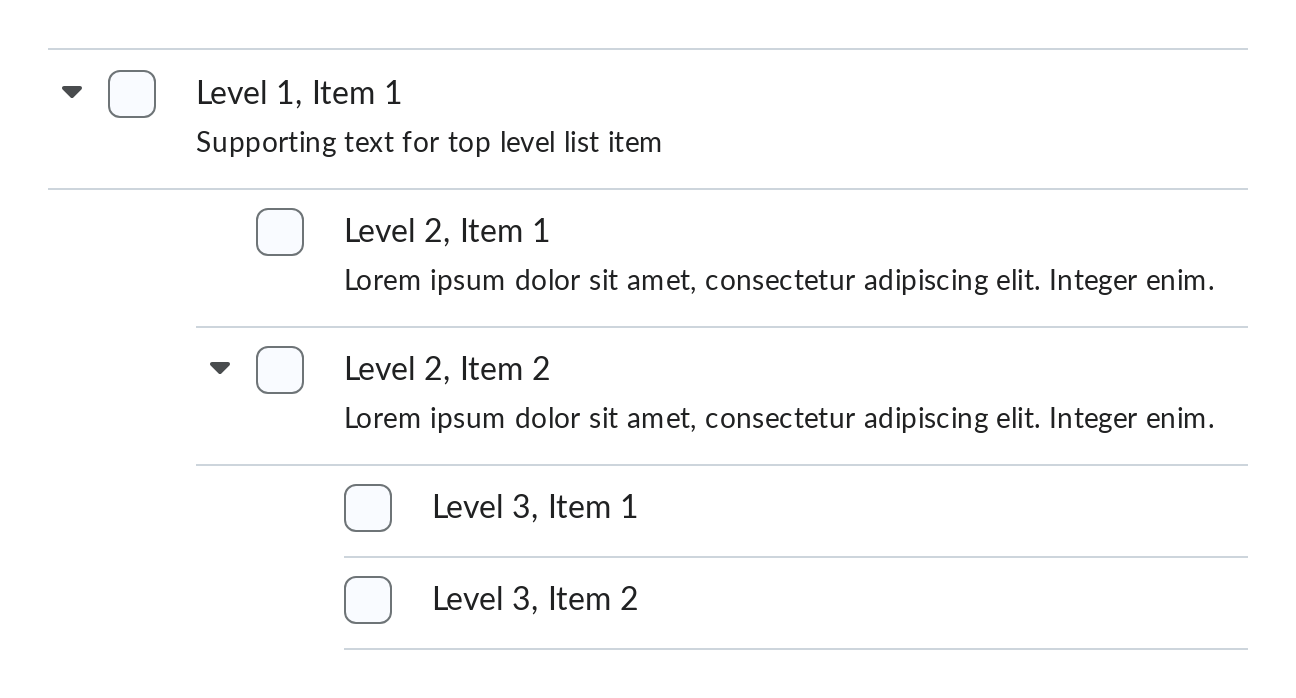 Level 1, Item 1
Supporting text for top level list item
Level 2, Item 1
Lorem ipsum dolor sit amet, consectetur adipiscing elit. Integer enim.
Level 2, Item 2
Lorem ipsum dolor sit amet, consectetur adipiscing elit. Integer enim.
Level 3, Item 1
Level 3, Item 2